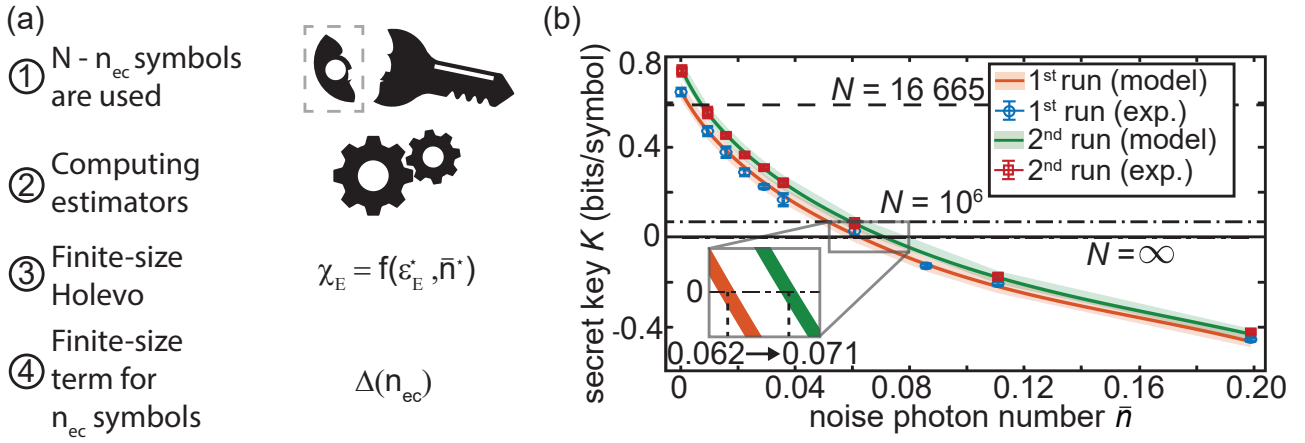 (a)
① N - n_ec symbols
are used
② Computing
estimators
③ Finite-size
Holevo
χ_E = f(ε*_E ,n̄*)
④ Finite-size
term for
n_ec symbols
Δ(n_ec)
(b)
secret key K (bits/symbol)
0.8
0.4
0
-0.4
N = 16 665
N = 10⁶
N = ∞
1st run (model)
1st run (exp.)
2nd run (model)
2nd run (exp.)
0
0.062 → 0.071
0 0.04 0.08 0.12 0.16 0.20
noise photon number n̄